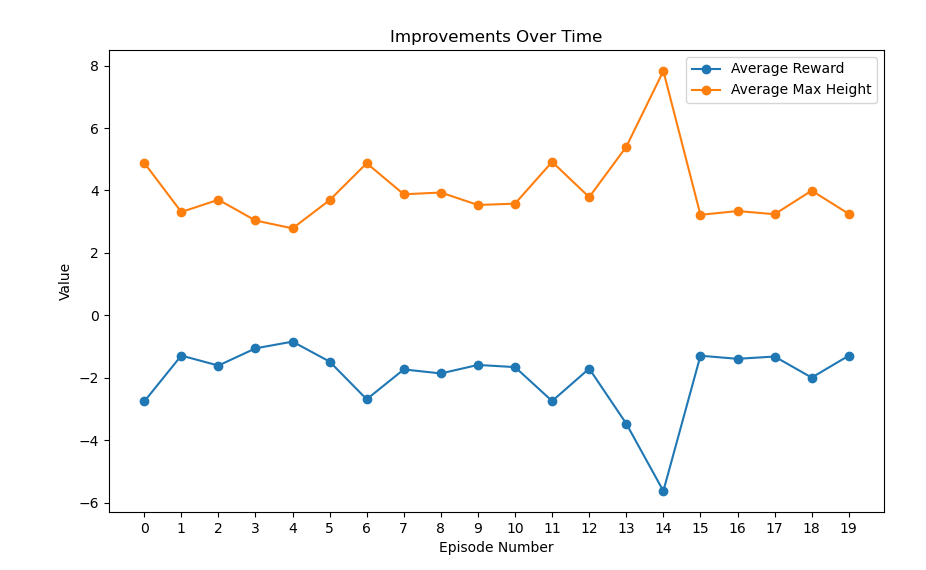 Improvements Over Time
Average Reward
Average Max Height
Value
8
6
4
2
0
−2
−4
−6
0 1 2 3 4 5 6 7 8 9 10 11 12 13 14 15 16 17 18 19
Episode Number